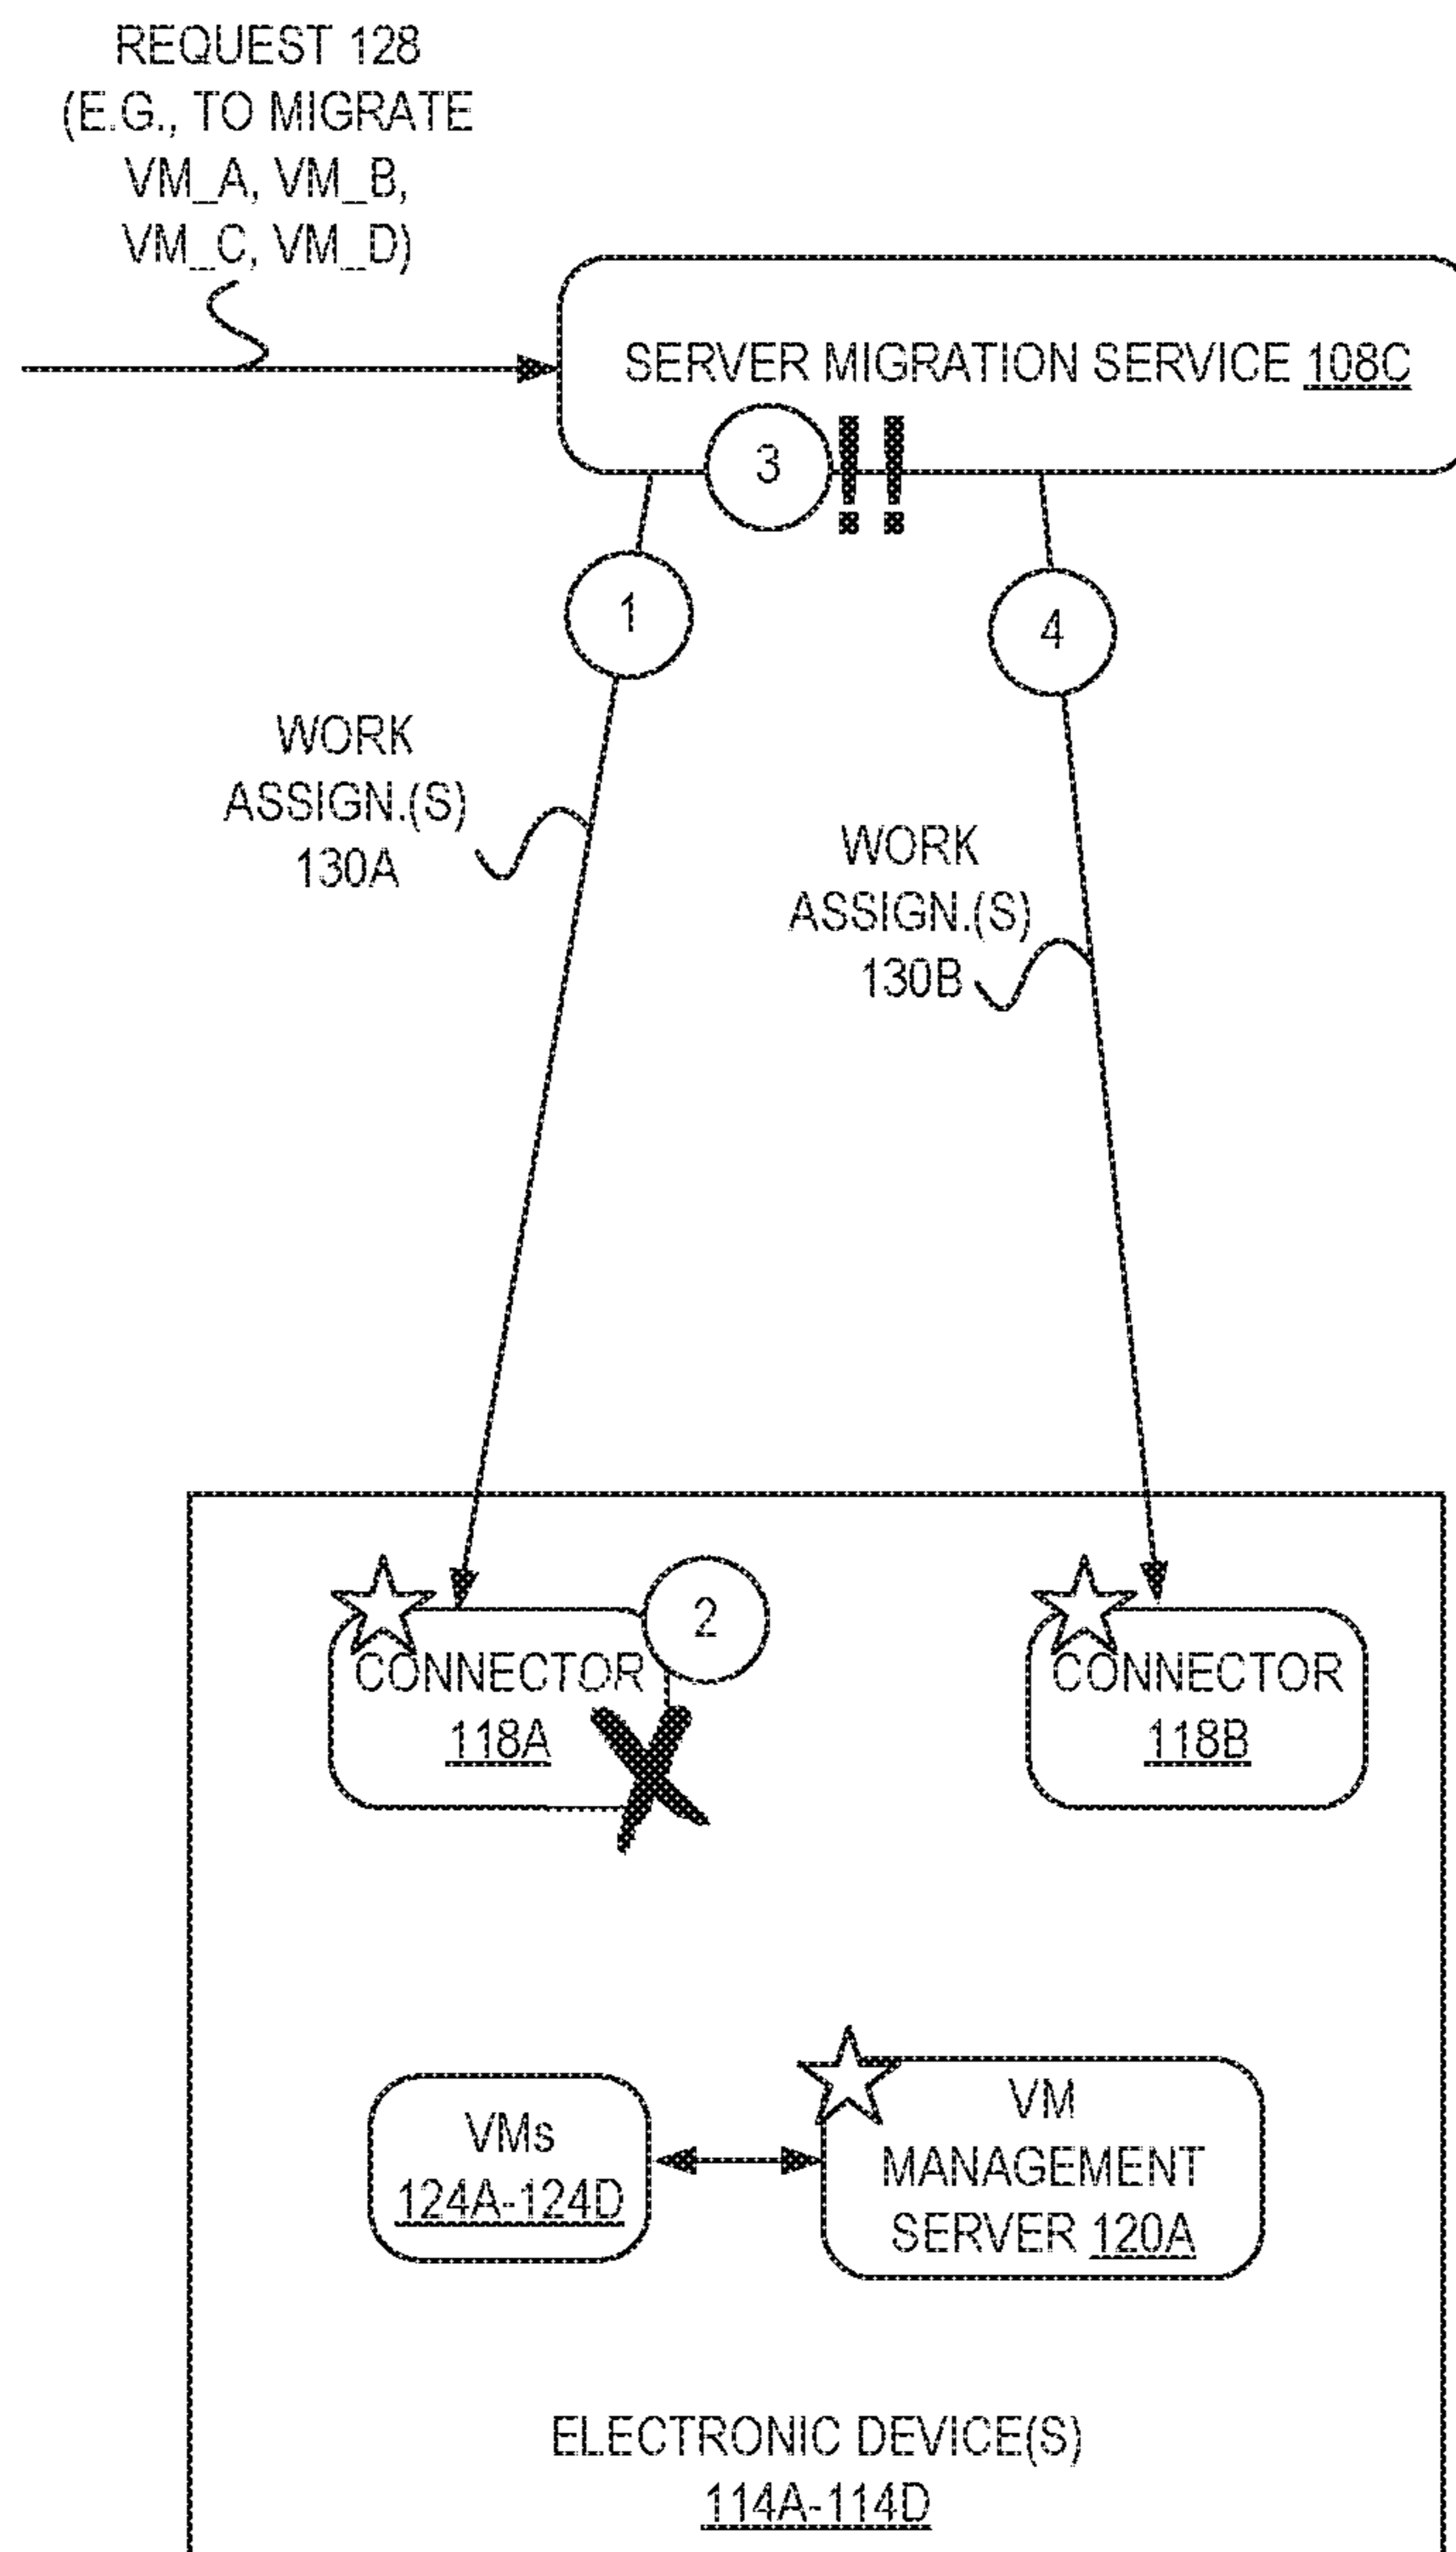 REQUEST 128
(E.G., TO MIGRATE
VM_A, VM_B,
VM_C, VM_D)
SERVER MIGRATION SERVICE 108C
3
1
4
WORK
ASSIGN.(S)
130A
WORK
ASSIGN.(S)
130B
2
CONNECTOR
118A
CONNECTOR
118B
VMs
124A-124D
VM
MANAGEMENT
SERVER 120A
ELECTRONIC DEVICE(S)
114A-114D